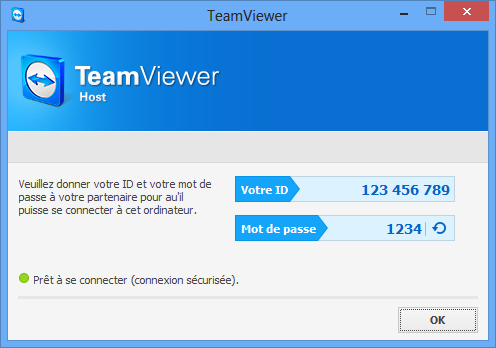 TeamViewer
TeamViewer
Host
Veuillez donner votre ID et votre mot de
passe à votre partenaire pour au'il
puisse se connecter à cet ordinateur.
Votre ID
123 456 789
Mot de passe
1234
Prêt à se connecter (connexion sécurisée).
OK